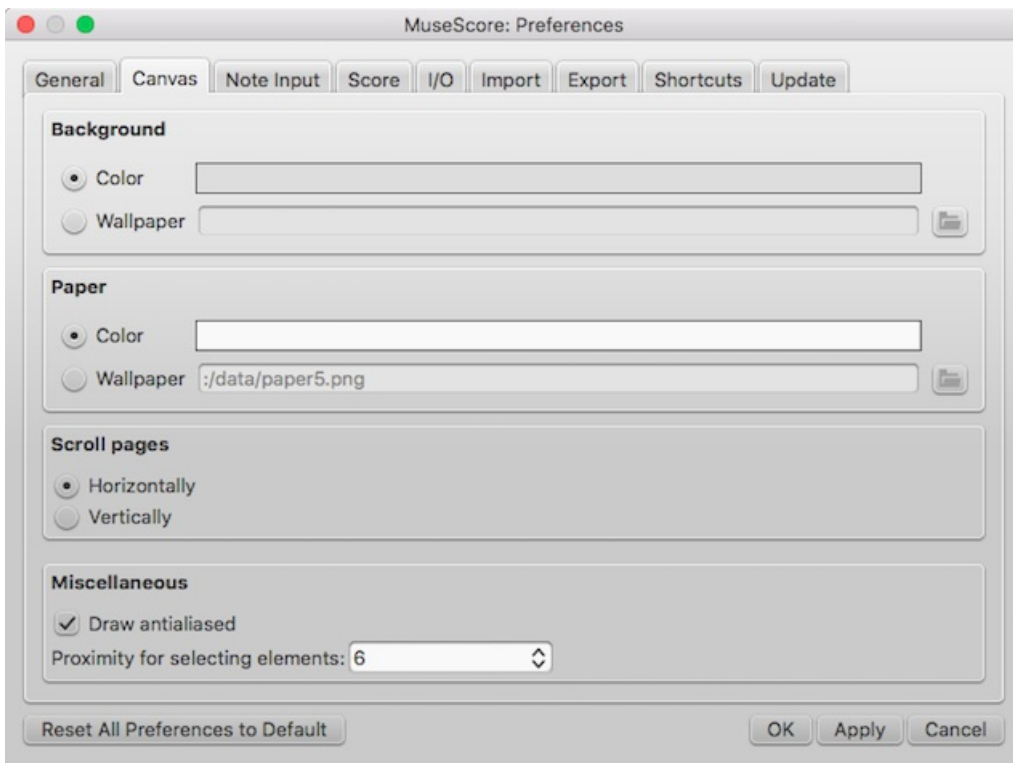 MuseScore: Preferences
General Canvas Note Input Score I/O Import Export Shortcuts Update
Background
Color
Wallpaper
Paper
Color
Wallpaper :/data/paper5.png
Scroll pages
Horizontally
Vertically
Miscellaneous
Draw antialiased
Proximity for selecting elements: 6
Reset All Preferences to Default OK Apply Cancel